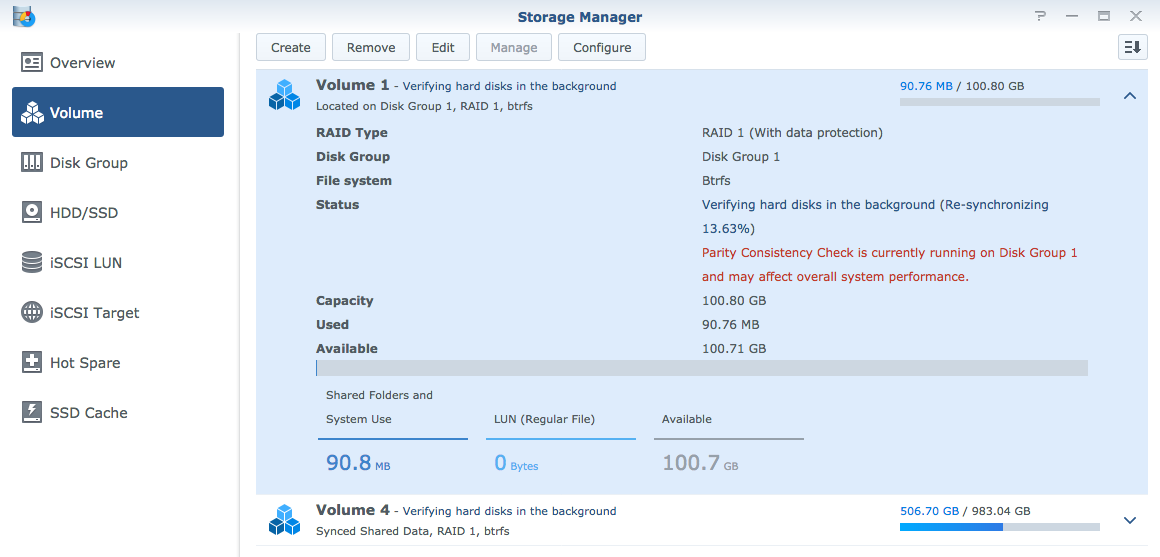 Storage Manager
Overview
Volume
Disk Group
HDD/SSD
iSCSI LUN
iSCSI Target
Hot Spare
SSD Cache
Create Remove Edit Manage Configure
Volume 1 - Verifying hard disks in the background 90.76 MB / 100.80 GB
Located on Disk Group 1, RAID 1, btrfs
RAID Type RAID 1 (With data protection)
Disk Group Disk Group 1
File system Btrfs
Status Verifying hard disks in the background (Re-synchronizing
13.63%)
Parity Consistency Check is currently running on Disk Group 1
and may affect overall system performance.
Capacity 100.80 GB
Used 90.76 MB
Available 100.71 GB
Shared Folders and
System Use LUN (Regular File) Available
90.8 MB 0 Bytes 100.7 GB
Volume 4 - Verifying hard disks in the background 506.70 GB / 983.04 GB
Synced Shared Data, RAID 1, btrfs